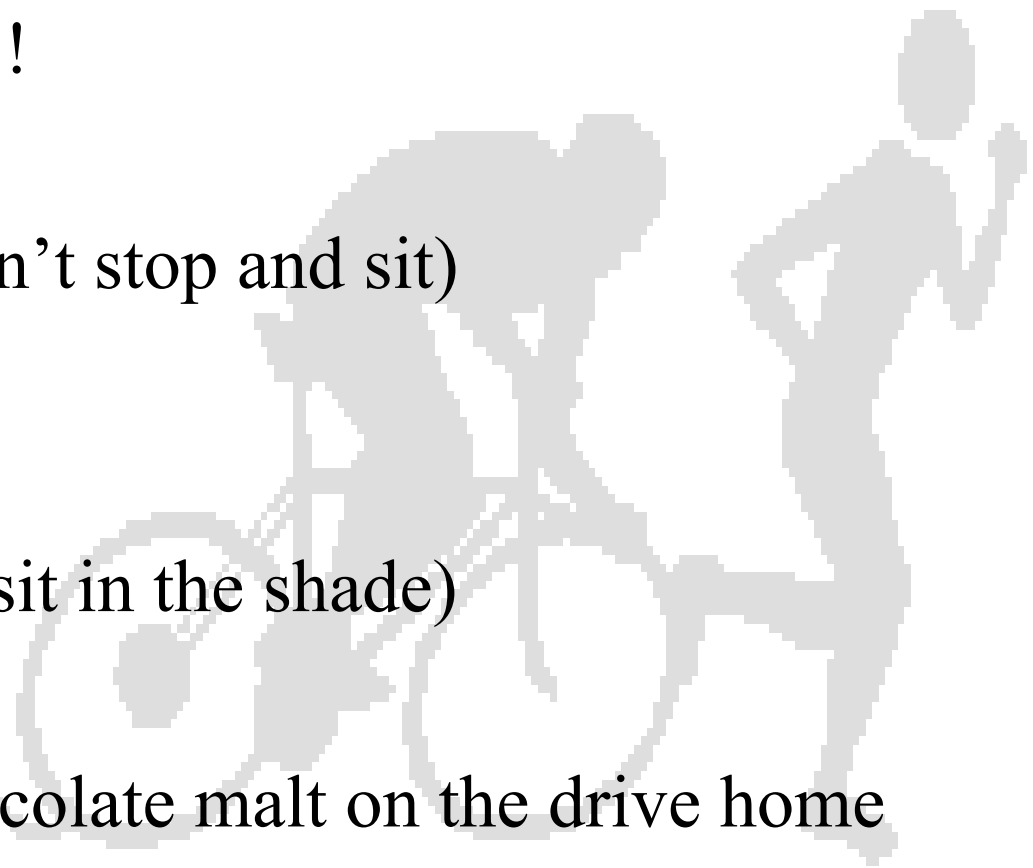 !
n’t stop and sit)
sit in the shade)
colate malt on the drive home